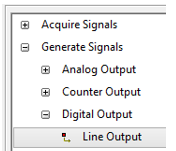 Acquire Signals
Generate Signals
Analog Output
Counter Output
Digital Output
Line Output